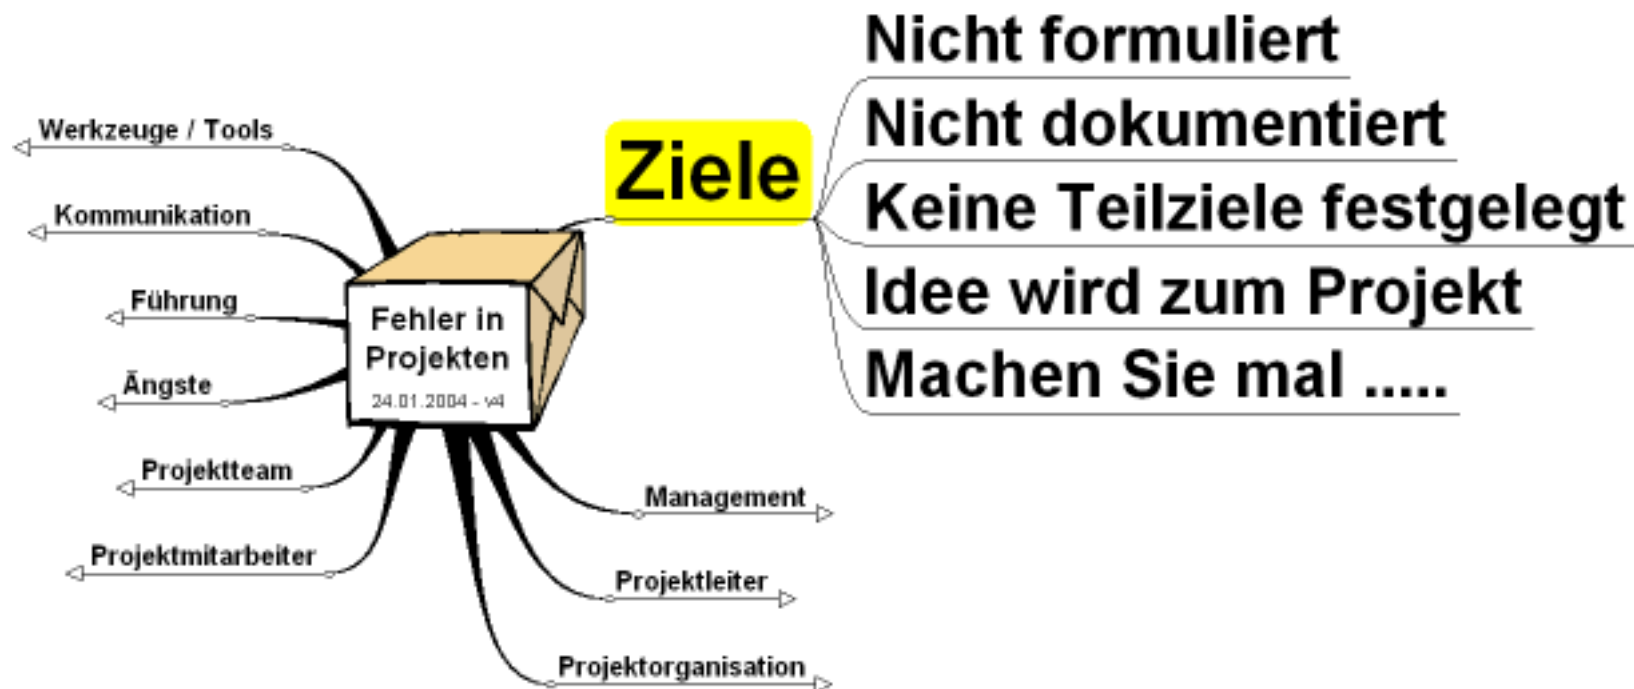 Fehler in
Projekten
24.01.2004 - v4
Ziele
Nicht formuliert
Nicht dokumentiert
Keine Teilziele festgelegt
Idee wird zum Projekt
Machen Sie mal .....
Management
Projektleiter
Projektorganisation
Projektmitarbeiter
Projektteam
Ängste
Führung
Kommunikation
Werkzeuge / Tools